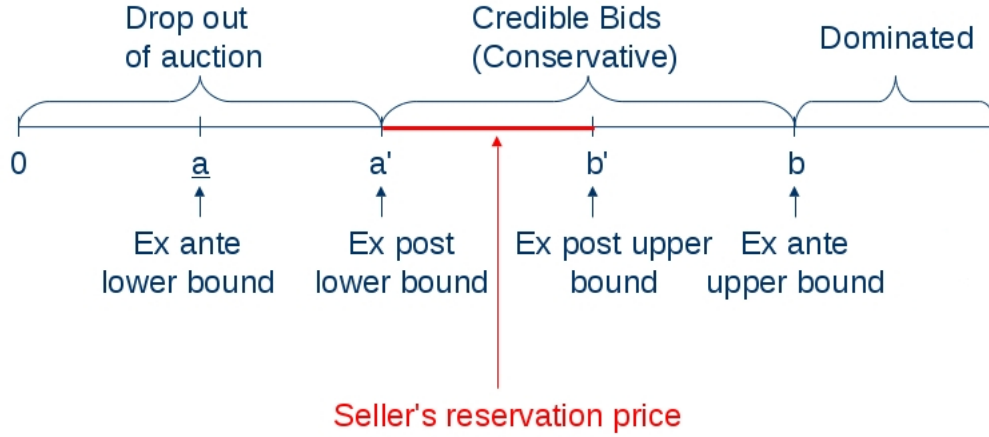 Drop out
of auction
Credible Bids
(Conservative)
Dominated
0
a
a'
b'
b
Ex ante
lower bound
Ex post
lower bound
Ex post upper
bound
Ex ante
upper bound
Seller's reservation price